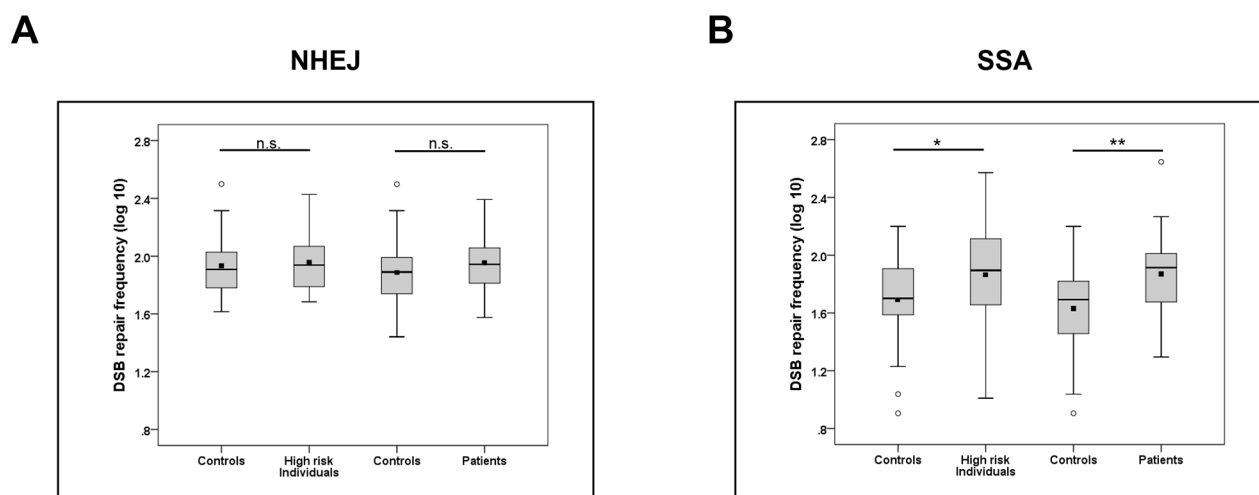 A
NHEJ
DSB repair frequency (log 10)
2.8
2.4
2.0
1.6
1.2
.8
n.s.
n.s.
Controls
High risk
Individuals
Controls
Patients
B
SSA
DSB repair frequency (log 10)
2.8
2.4
2.0
1.6
1.2
.8
*
**
Controls
High risk
Individuals
Controls
Patients